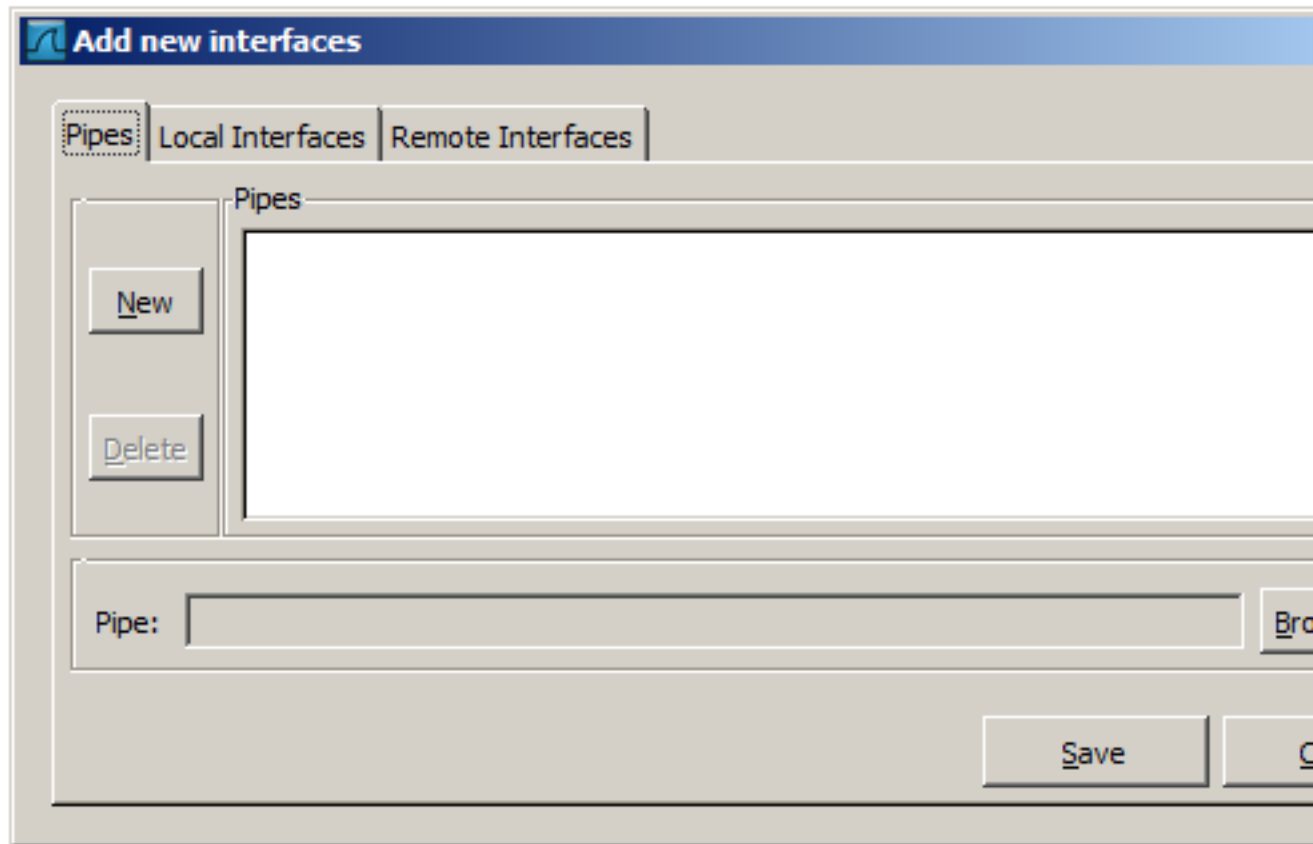 Add new interfaces
Pipes Local Interfaces Remote Interfaces
Pipes
New
Delete
Pipe:
Save